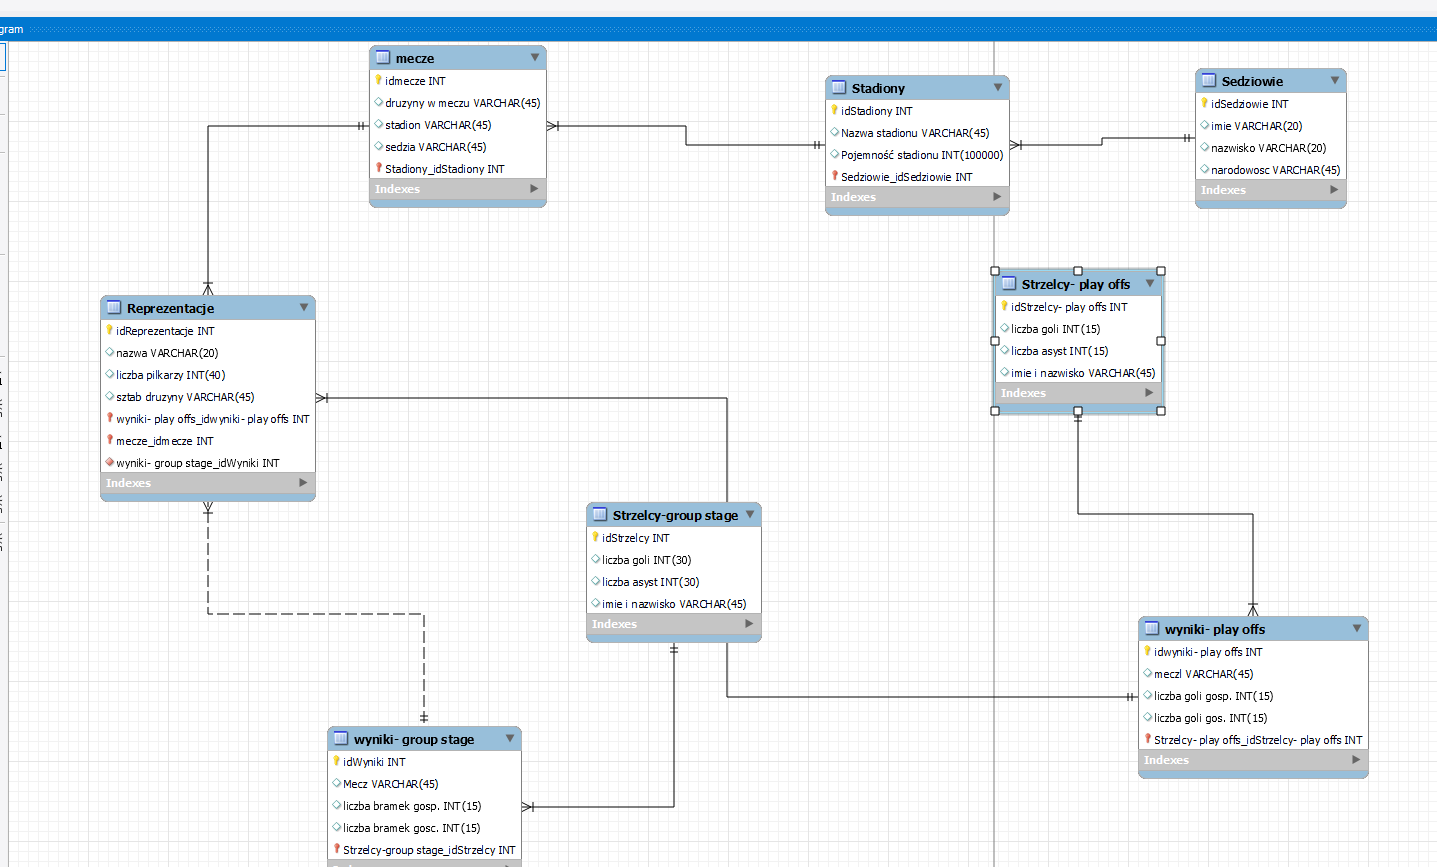 gram
mecze
idmecze INT
druzyny w meczu VARCHAR(45)
stadion VARCHAR(45)
sedzia VARCHAR(45)
Stadiony_idStadiony INT
Indexes
Stadiony
idStadiony INT
Nazwa stadionu VARCHAR(45)
Pojemność stadionu INT(100000)
Sedziowie_idSedziowie INT
Indexes
Sedziowie
idSedziowie INT
imie VARCHAR(20)
nazwisko VARCHAR(20)
narodowosc VARCHAR(45)
Indexes
Strzelcy- play offs
idStrzelcy- play offs INT
liczba goli INT(15)
liczba asyst INT(15)
imie i nazwisko VARCHAR(45)
Indexes
Reprezentacje
idReprezentacje INT
nazwa VARCHAR(20)
liczba pilkarzy INT(40)
sztab druzyny VARCHAR(45)
wyniki- play offs_idwyniki- play offs INT
mecze_idmecze INT
wyniki- group stage_idWyniki INT
Indexes
Strzelcy-group stage
idStrzelcy INT
liczba goli INT(30)
liczba asyst INT(30)
imie i nazwisko VARCHAR(45)
Indexes
wyniki- play offs
idwyniki- play offs INT
meczl VARCHAR(45)
liczba goli gosp. INT(15)
liczba goli gos. INT(15)
Strzelcy- play offs_idStrzelcy- play offs INT
Indexes
wyniki- group stage
idWyniki INT
Mecz VARCHAR(45)
liczba bramek gosp. INT(15)
liczba bramek gosc. INT(15)
Strzelcy-group stage_idStrzelcy INT